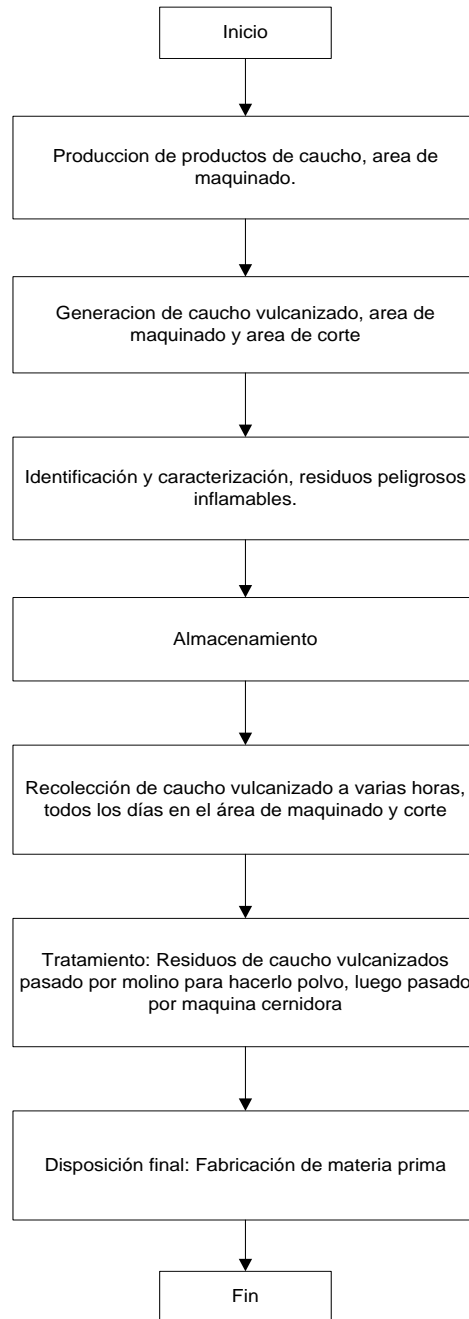 Inicio
Produccion de productos de caucho, area de
maquinado.
Generacion de caucho vulcanizado, area de
maquinado y area de corte
Identificación y caracterización, residuos peligrosos
inflamables.
Almacenamiento
Recolección de caucho vulcanizado a varias horas,
todos los días en el área de maquinado y corte
Tratamiento: Residuos de caucho vulcanizados
pasado por molino para hacerlo polvo, luego pasado
por maquina cernidora
Disposición final: Fabricación de materia prima
Fin